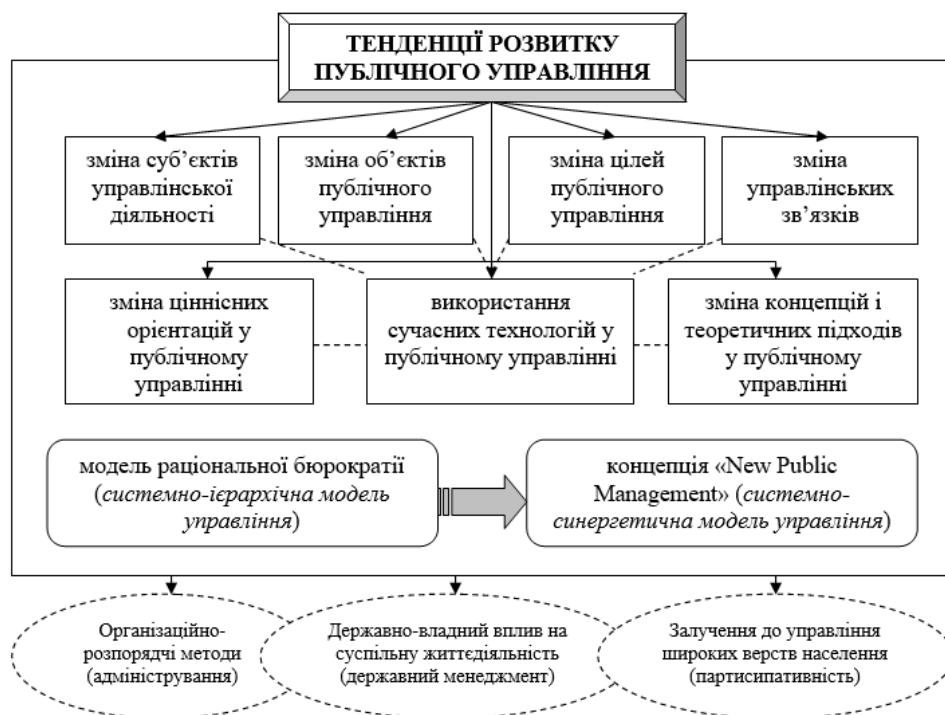 ТЕНДЕНЦІЇ РОЗВИТКУ
ПУБЛІЧНОГО УПРАВЛІННЯ
зміна суб’єктів
управлінської
діяльності
зміна об’єктів
публічного
управління
зміна цілей
публічного
управління
зміна
управлінських
зв’язків
зміна ціннісних
орієнтацій у
публічному
управлінні
використання
сучасних технологій у
публічному управлінні
зміна концепцій і
теоретичних підходів
у публічному
управлінні
модель раціональної бюрократії
(системно-ієрархічна модель
управління)
концепція «New Public
Management» (системно-
синергетична модель управління)
Організаційно-
розпорядчі методи
(адміністрування)
Державно-владний вплив на
суспільну життєдіяльність
(державний менеджмент)
Залучення до управління
широких верств населення
(партисипативність)